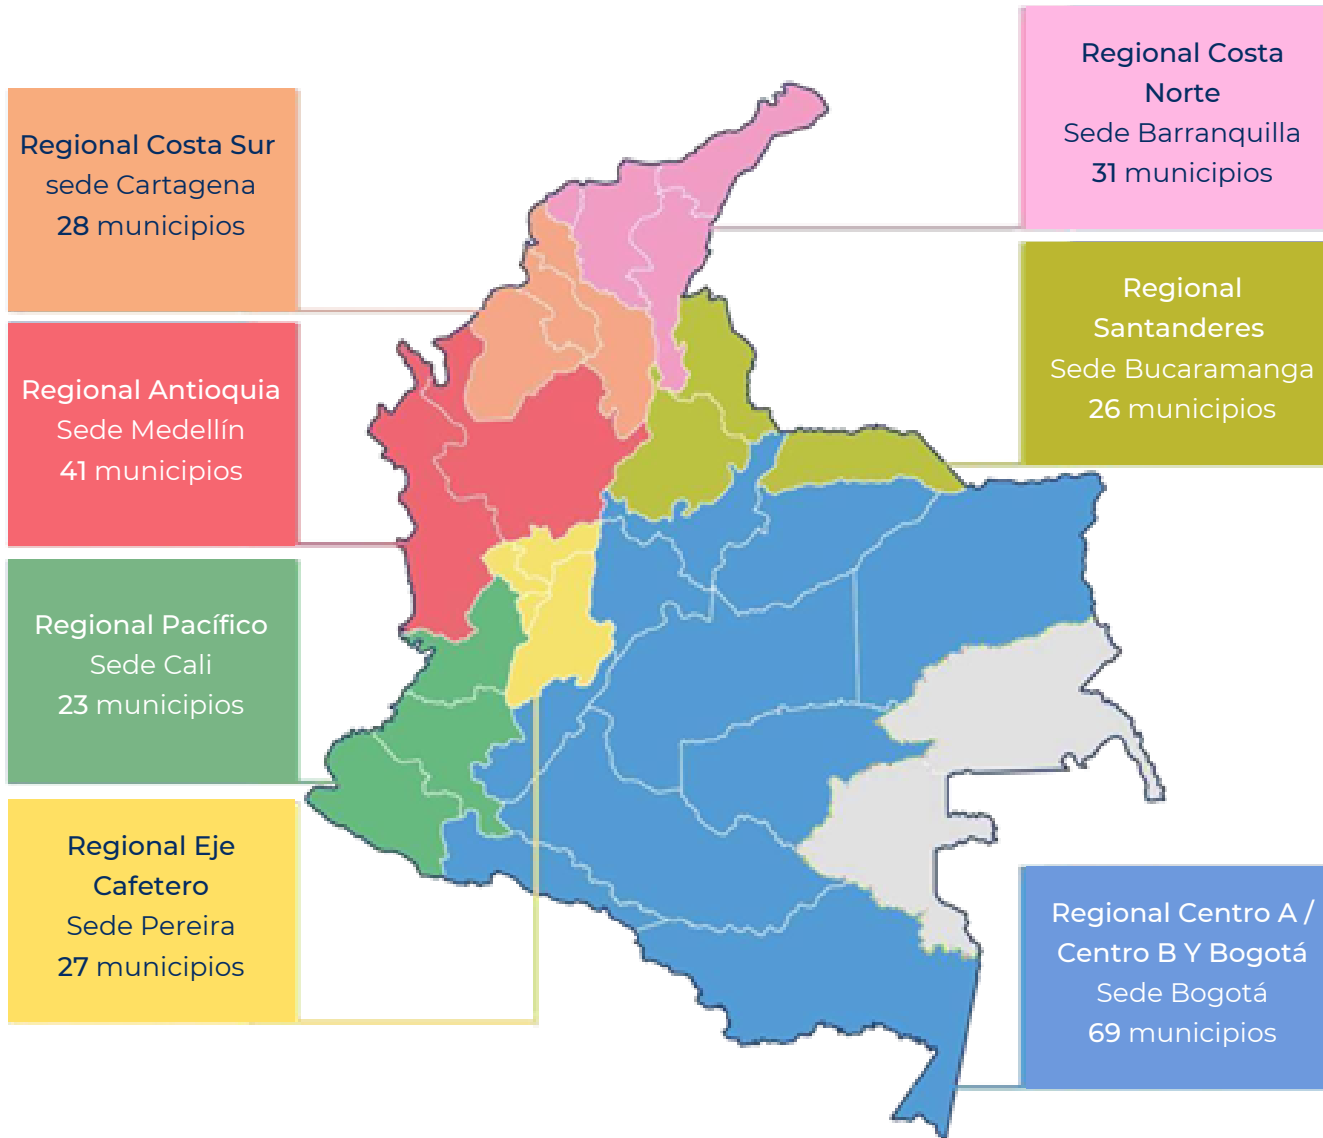 Regional Costa Sur
sede Cartagena
28 municipios
Regional Antioquia
Sede Medellín
41 municipios
Regional Pacífico
Sede Cali
23 municipios
Regional Eje
Cafetero
Sede Pereira
27 municipios
Regional Costa
Norte
Sede Barranquilla
31 municipios
Regional
Santanderes
Sede Bucaramanga
26 municipios
Regional Centro A /
Centro B Y Bogotá
Sede Bogotá
69 municipios